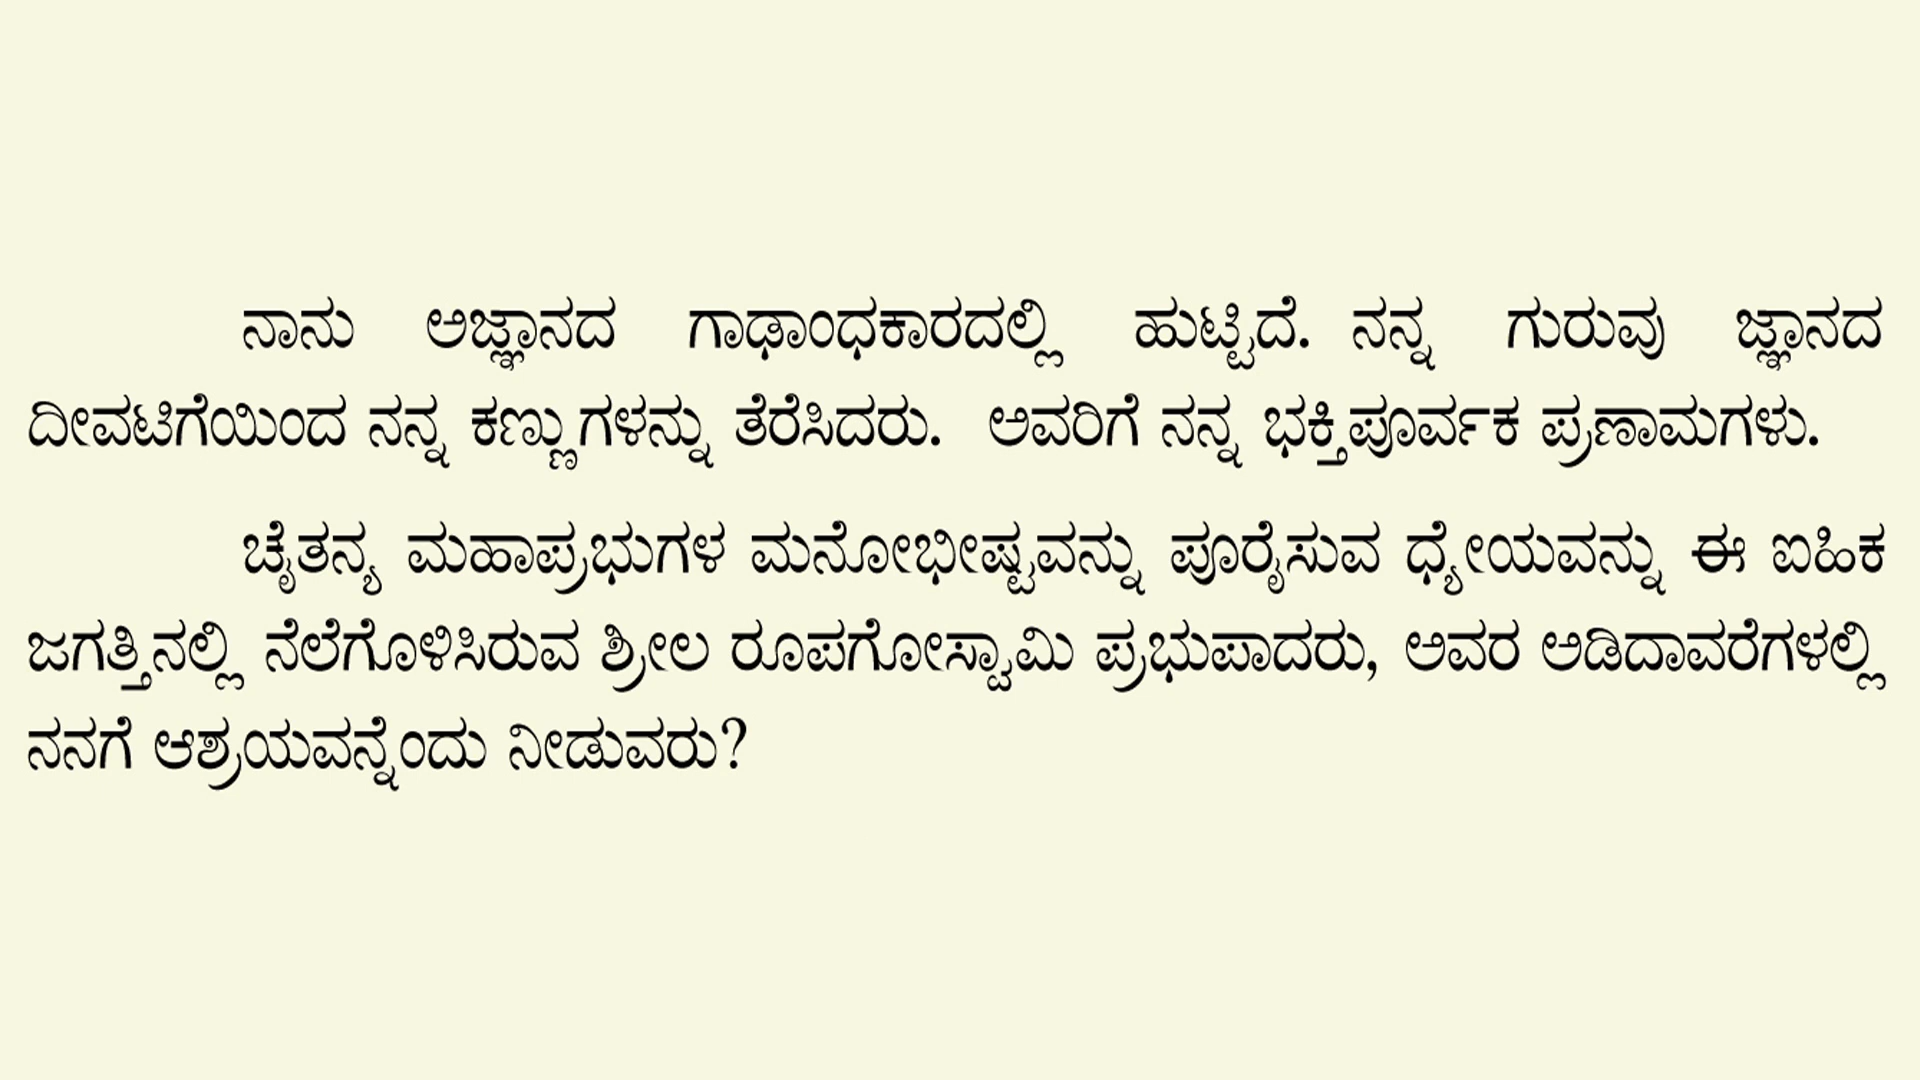 ನಾನು ಅಜ್ಞಾನದ ಗಾಢಾಂಧಕಾರದಲ್ಲಿ ಹುಟ್ಟಿದೆ. ನನ್ನ ಗುರುವು ಜ್ಞಾನದ
ದೀವಟಿಗೆಯಿಂದ ನನ್ನ ಕಣ್ಣುಗಳನ್ನು ತೆರೆಸಿದರು. ಅವರಿಗೆ ನನ್ನ ಭಕ್ತಿಪೂರ್ವಕ ಪ್ರಣಾಮಗಳು.
ಚೈತನ್ಯ ಮಹಾಪ್ರಭುಗಳ ಮನೋಭೀಷ್ಟವನ್ನು ಪೂರೈಸುವ ಧ್ಯೇಯವನ್ನು ಈ ಐಹಿಕ
ಜಗತ್ತಿನಲ್ಲಿ ನೆಲೆಗೊಳಿಸಿರುವ ಶ್ರೀಲ ರೂಪಗೋಸ್ವಾಮಿ ಪ್ರಭುಪಾದರು, ಅವರ ಅಡಿದಾವರೆಗಳಲ್ಲಿ
ನನಗೆ ಆಶ್ರಯವನ್ನೆಂದು ನೀಡುವರು?